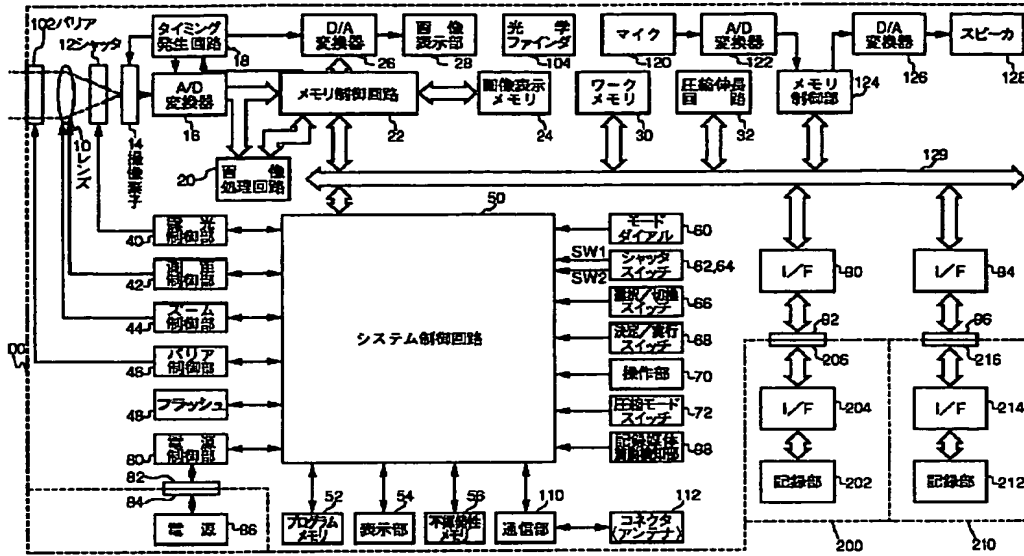 102バリア
12シャッタ
タイミング
発生回路
18
D/A
変換器
26
画像
表示部
28
光学
ファインダ
104
マイク
120
A/D
変換器
122
D/A
変換器
126
スピーカ
128
10レンズ
14撮像素子
A/D
変換器
16
メモリ制御回路
22
画像表示
メモリ
24
ワーク
メモリ
30
圧縮伸長
回路
32
メモリ
制御部
124
20
画像
処理回路
129
50
システム制御回路
露光
制御部
40
測距
制御部
42
ズーム
制御部
44
バリア
制御部
46
フラッシュ
48
電源
制御部
80
82
84
電源
86
モード
ダイアル
60
SW1
SW2
シャッタ
スイッチ
62,64
選択/切換
スイッチ
66
決定/実行
スイッチ
68
操作部
70
圧縮モード
スイッチ
72
記録媒体
I/F
90
I/F
94
206
216
I/F
204
I/F
214
記録部
202
記録部
212
200
210
プログラム
メモリ
52
表示部
54
不揮発性
メモリ
56
通信部
110
コネクタ
(アンテナ)
112